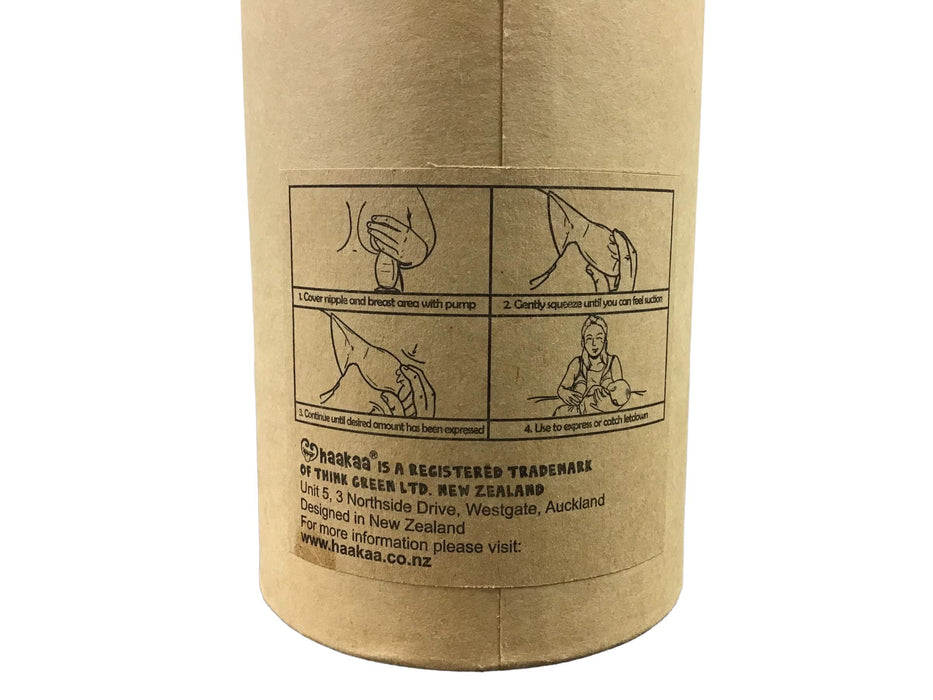 1. Cover nipple and breast area with pump
2. Gently squeeze until you can feel suction
3. Continue until desired amount has been expressed
4. Use to express or catch letdown
haakaa® IS A REGISTERED TRADEMARK
OF THINK GREEN LTD. NEW ZEALAND
Unit 5, 3 Northside Drive, Westgate, Auckland
Designed in New Zealand
For more information please visit:
www.haakaa.co.nz